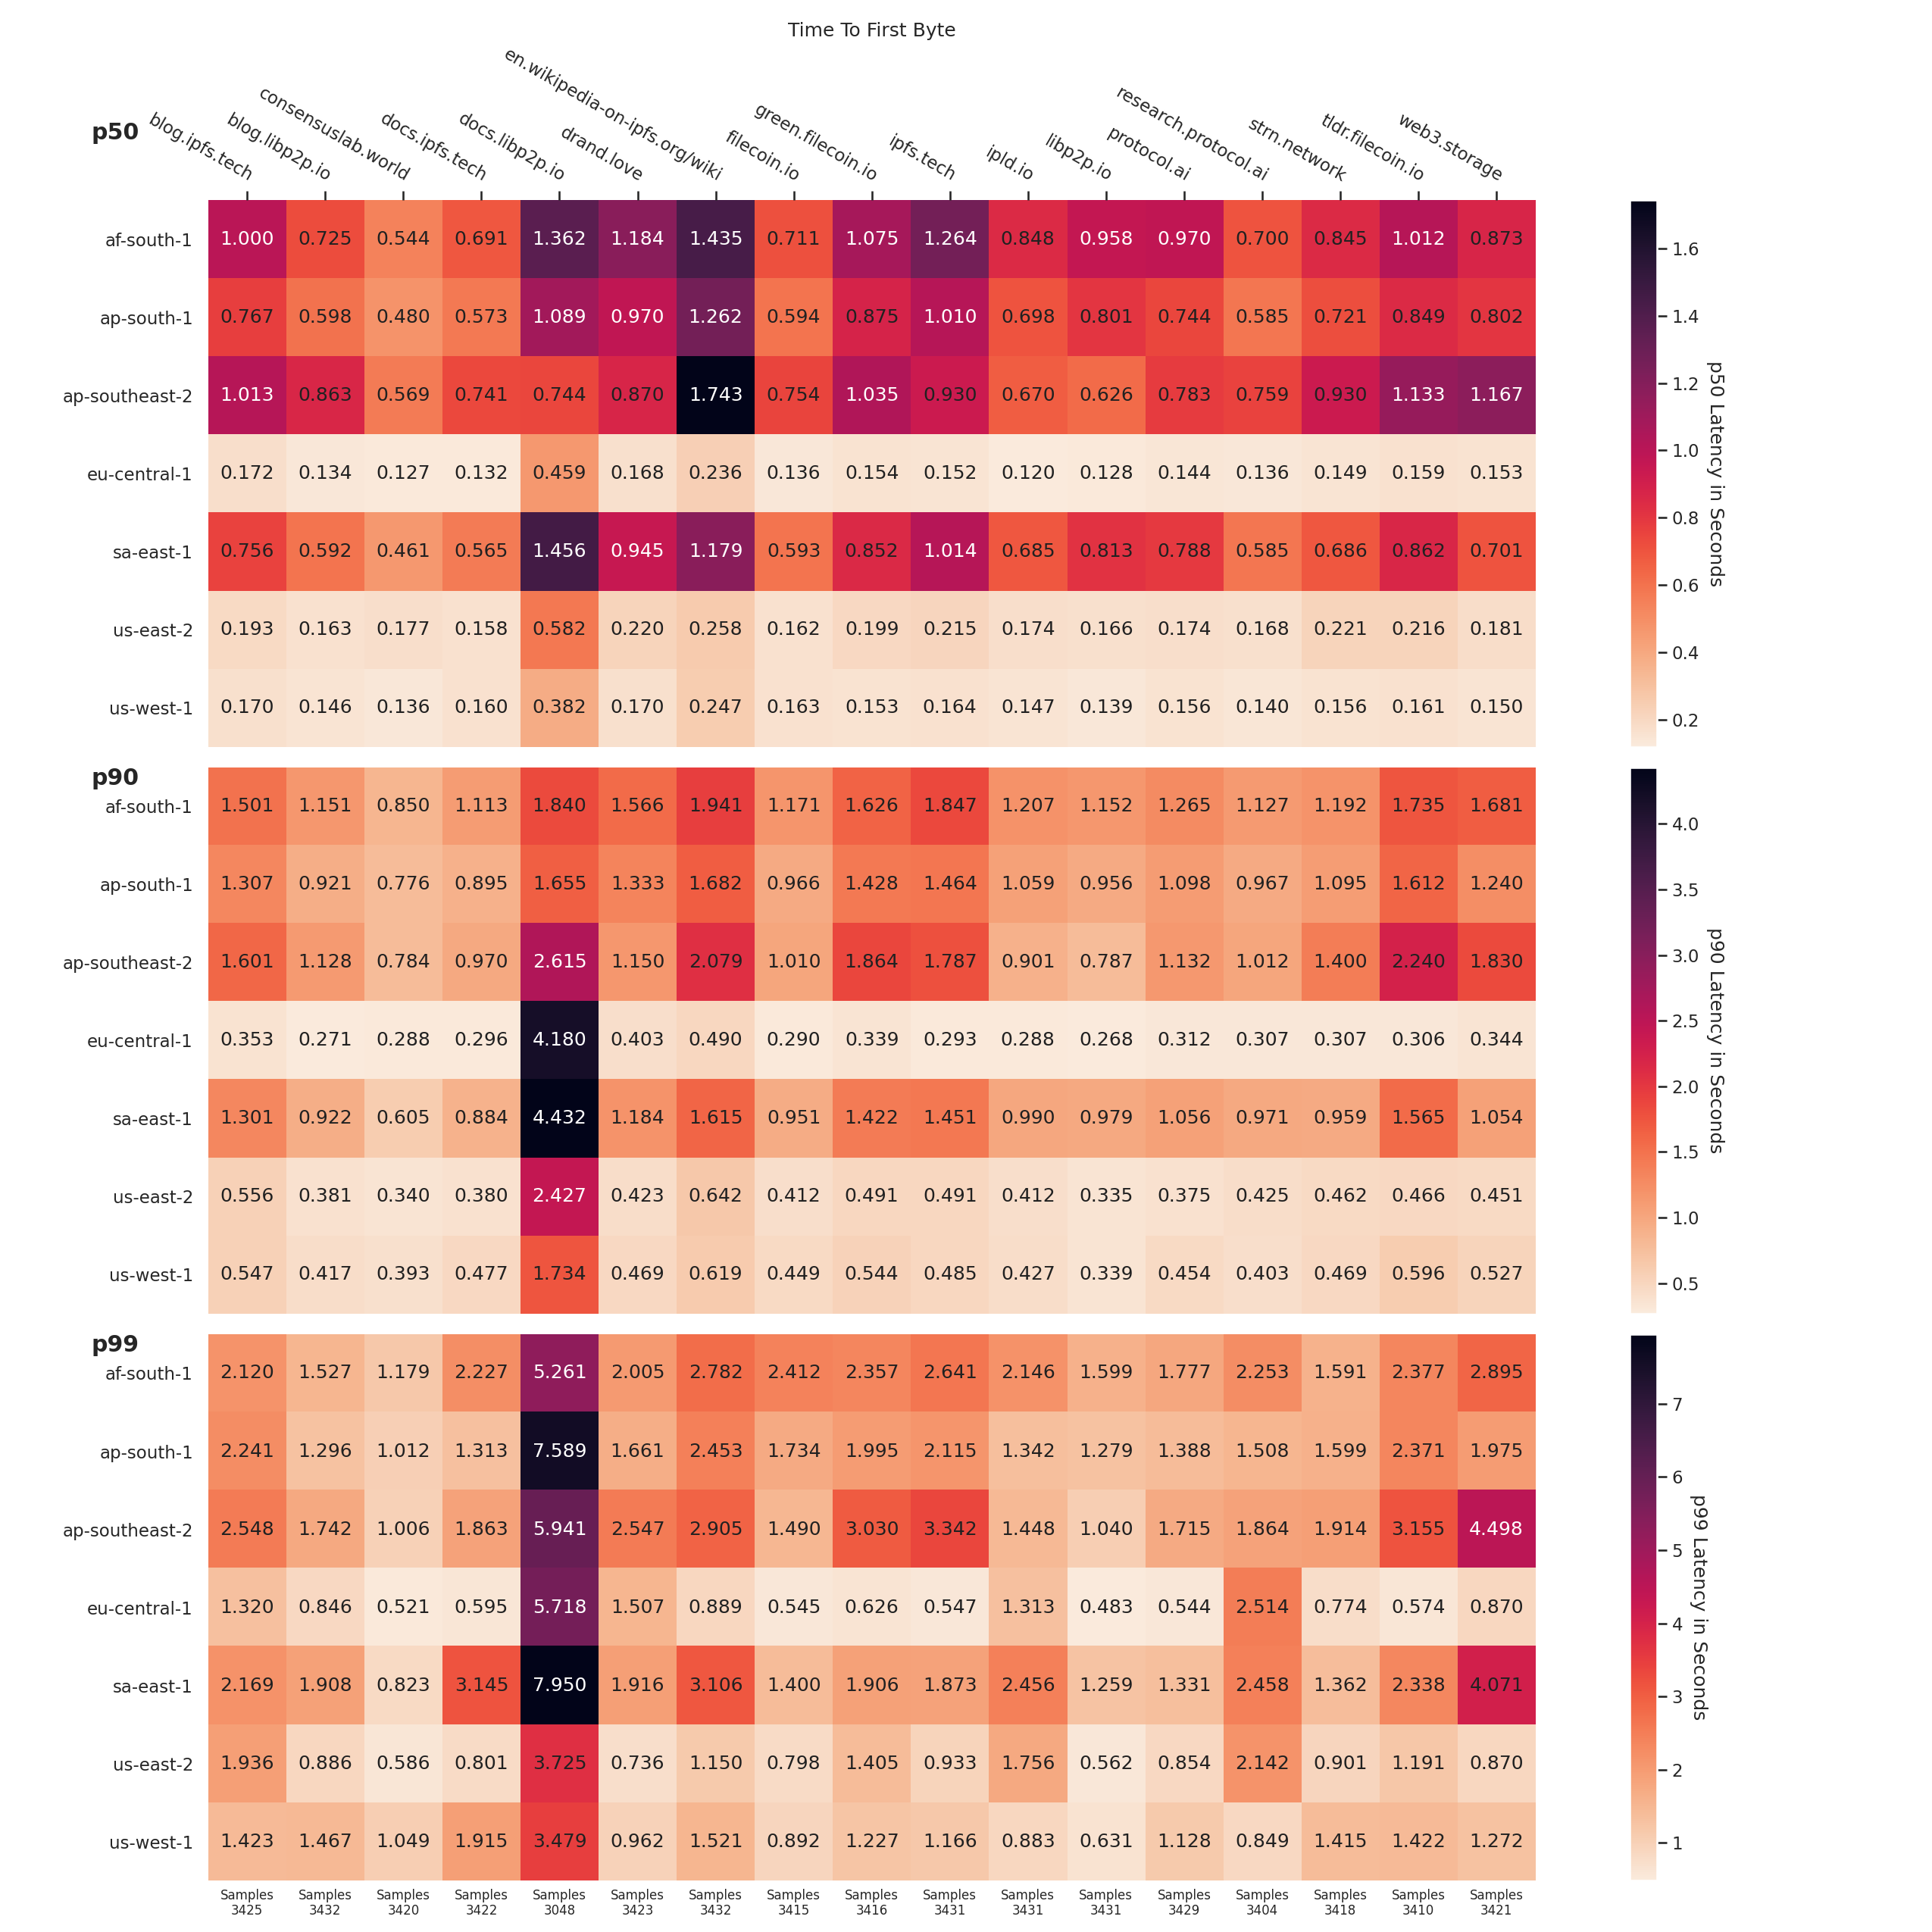 Time To First Byte
p50
blog.ipfs.tech
blog.libp2p.io
consensuslab.world
docs.ipfs.tech
docs.libp2p.io
drand.love
en.wikipedia-on-ipfs.org/wiki
filecoin.io
green.filecoin.io
ipfs.tech
ipld.io
libp2p.io
protocol.ai
research.protocol.ai
strn.network
tldr.filecoin.io
web3.storage
af-south-1 1.000 0.725 0.544 0.691 1.362 1.184 1.435 0.711 1.075 1.264 0.848 0.958 0.970 0.700 0.845 1.012 0.873
ap-south-1 0.767 0.598 0.480 0.573 1.089 0.970 1.262 0.594 0.875 1.010 0.698 0.801 0.744 0.585 0.721 0.849 0.802
ap-southeast-2 1.013 0.863 0.569 0.741 0.744 0.870 1.743 0.754 1.035 0.930 0.670 0.626 0.783 0.759 0.930 1.133 1.167
eu-central-1 0.172 0.134 0.127 0.132 0.459 0.168 0.236 0.136 0.154 0.152 0.120 0.128 0.144 0.136 0.149 0.159 0.153
sa-east-1 0.756 0.592 0.461 0.565 1.456 0.945 1.179 0.593 0.852 1.014 0.685 0.813 0.788 0.585 0.686 0.862 0.701
us-east-2 0.193 0.163 0.177 0.158 0.582 0.220 0.258 0.162 0.199 0.215 0.174 0.166 0.174 0.168 0.221 0.216 0.181
us-west-1 0.170 0.146 0.136 0.160 0.382 0.170 0.247 0.163 0.153 0.164 0.147 0.139 0.156 0.140 0.156 0.161 0.150
1.6
1.4
1.2
1.0
0.8
0.6
0.4
0.2
p50 Latency in Seconds
p90
af-south-1 1.501 1.151 0.850 1.113 1.840 1.566 1.941 1.171 1.626 1.847 1.207 1.152 1.265 1.127 1.192 1.735 1.681
ap-south-1 1.307 0.921 0.776 0.895 1.655 1.333 1.682 0.966 1.428 1.464 1.059 0.956 1.098 0.967 1.095 1.612 1.240
ap-southeast-2 1.601 1.128 0.784 0.970 2.615 1.150 2.079 1.010 1.864 1.787 0.901 0.787 1.132 1.012 1.400 2.240 1.830
eu-central-1 0.353 0.271 0.288 0.296 4.180 0.403 0.490 0.290 0.339 0.293 0.288 0.268 0.312 0.307 0.307 0.306 0.344
sa-east-1 1.301 0.922 0.605 0.884 4.432 1.184 1.615 0.951 1.422 1.451 0.990 0.979 1.056 0.971 0.959 1.565 1.054
us-east-2 0.556 0.381 0.340 0.380 2.427 0.423 0.642 0.412 0.491 0.491 0.412 0.335 0.375 0.425 0.462 0.466 0.451
us-west-1 0.547 0.417 0.393 0.477 1.734 0.469 0.619 0.449 0.544 0.485 0.427 0.339 0.454 0.403 0.469 0.596 0.527
4.0
3.5
3.0
2.5
2.0
1.5
1.0
0.5
p90 Latency in Seconds
p99
af-south-1 2.120 1.527 1.179 2.227 5.261 2.005 2.782 2.412 2.357 2.641 2.146 1.599 1.777 2.253 1.591 2.377 2.895
ap-south-1 2.241 1.296 1.012 1.313 7.589 1.661 2.453 1.734 1.995 2.115 1.342 1.279 1.388 1.508 1.599 2.371 1.975
ap-southeast-2 2.548 1.742 1.006 1.863 5.941 2.547 2.905 1.490 3.030 3.342 1.448 1.040 1.715 1.864 1.914 3.155 4.498
eu-central-1 1.320 0.846 0.521 0.595 5.718 1.507 0.889 0.545 0.626 0.547 1.313 0.483 0.544 2.514 0.774 0.574 0.870
sa-east-1 2.169 1.908 0.823 3.145 7.950 1.916 3.106 1.400 1.906 1.873 2.456 1.259 1.331 2.458 1.362 2.338 4.071
us-east-2 1.936 0.886 0.586 0.801 3.725 0.736 1.150 0.798 1.405 0.933 1.756 0.562 0.854 2.142 0.901 1.191 0.870
us-west-1 1.423 1.467 1.049 1.915 3.479 0.962 1.521 0.892 1.227 1.166 0.883 0.631 1.128 0.849 1.415 1.422 1.272
7
6
5
4
3
2
1
p99 Latency in Seconds
Samples Samples Samples Samples Samples Samples Samples Samples Samples Samples Samples Samples Samples Samples Samples Samples Samples
3425 3432 3420 3422 3048 3423 3432 3415 3416 3431 3431 3431 3429 3404 3418 3410 3421